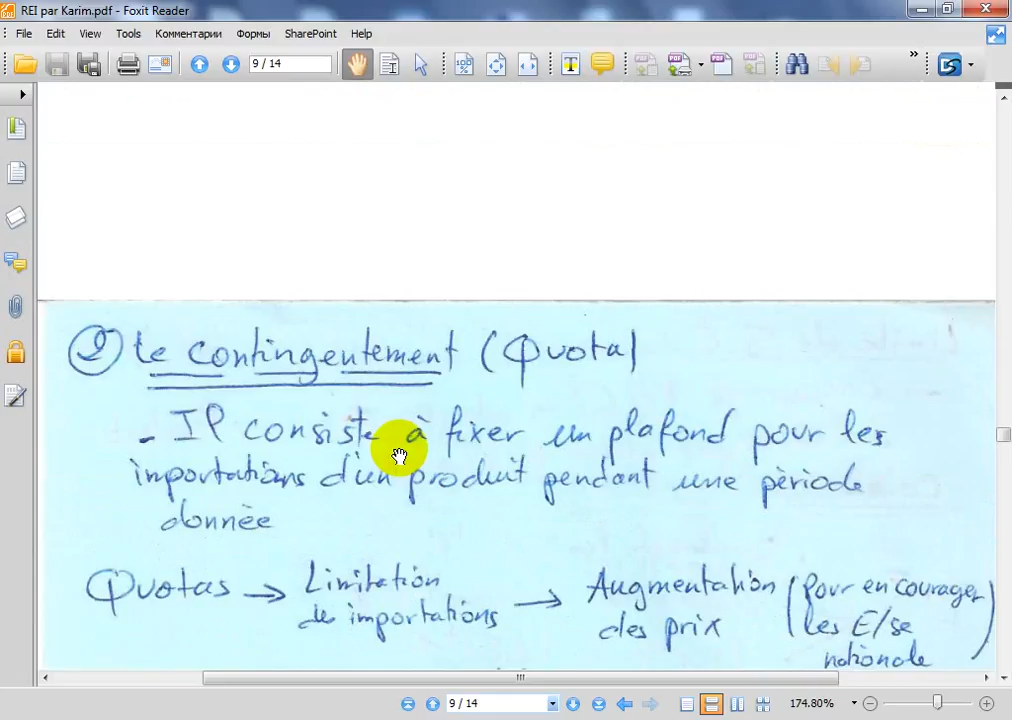 REI par Karim.pdf - Foxit Reader
File Edit View Tools Комментарии Формы SharePoint Help
9 / 14
② Le contingentement (Quota)
- IP consiste à fixer un plafond pour les
importations d'un produit pendant une période
donnée
Quotas → Limitation de importations → Augmentation des prix (Pour encourager les E/se nationale)
9 / 14 174.80%